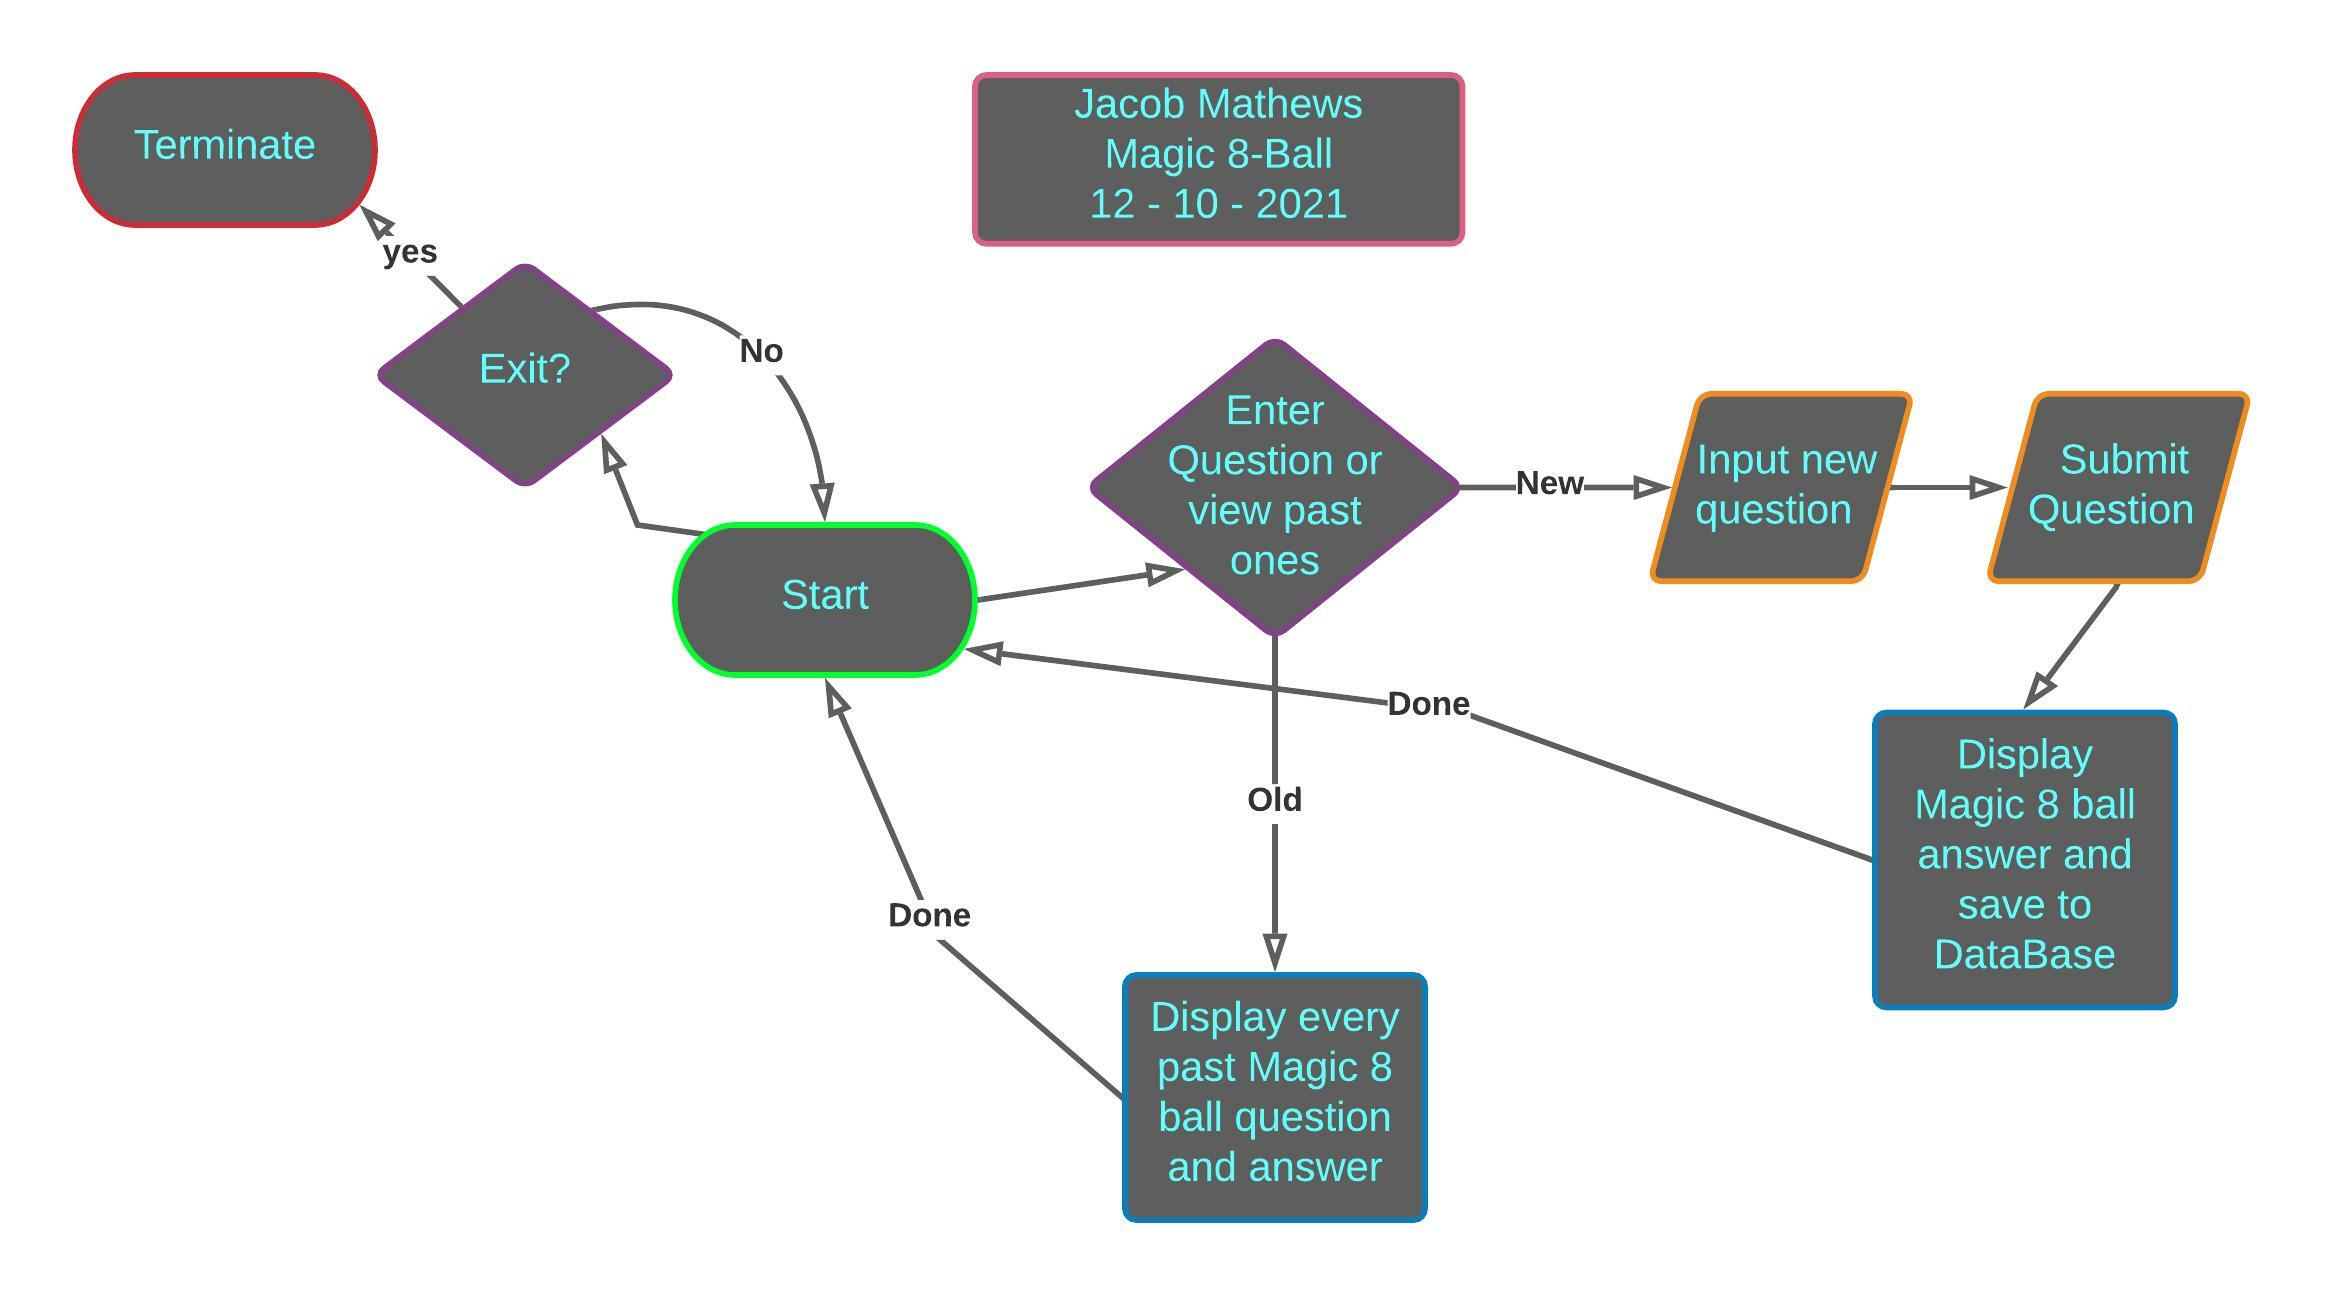 Terminate
Jacob Mathews
Magic 8-Ball
12 - 10 - 2021
yes
Exit?
No
Enter
Question or
view past
ones
New
Input new
question
Submit
Question
Start
Done
Old
Display
Magic 8 ball
answer and
save to
DataBase
Done
Display every
past Magic 8
ball question
and answer